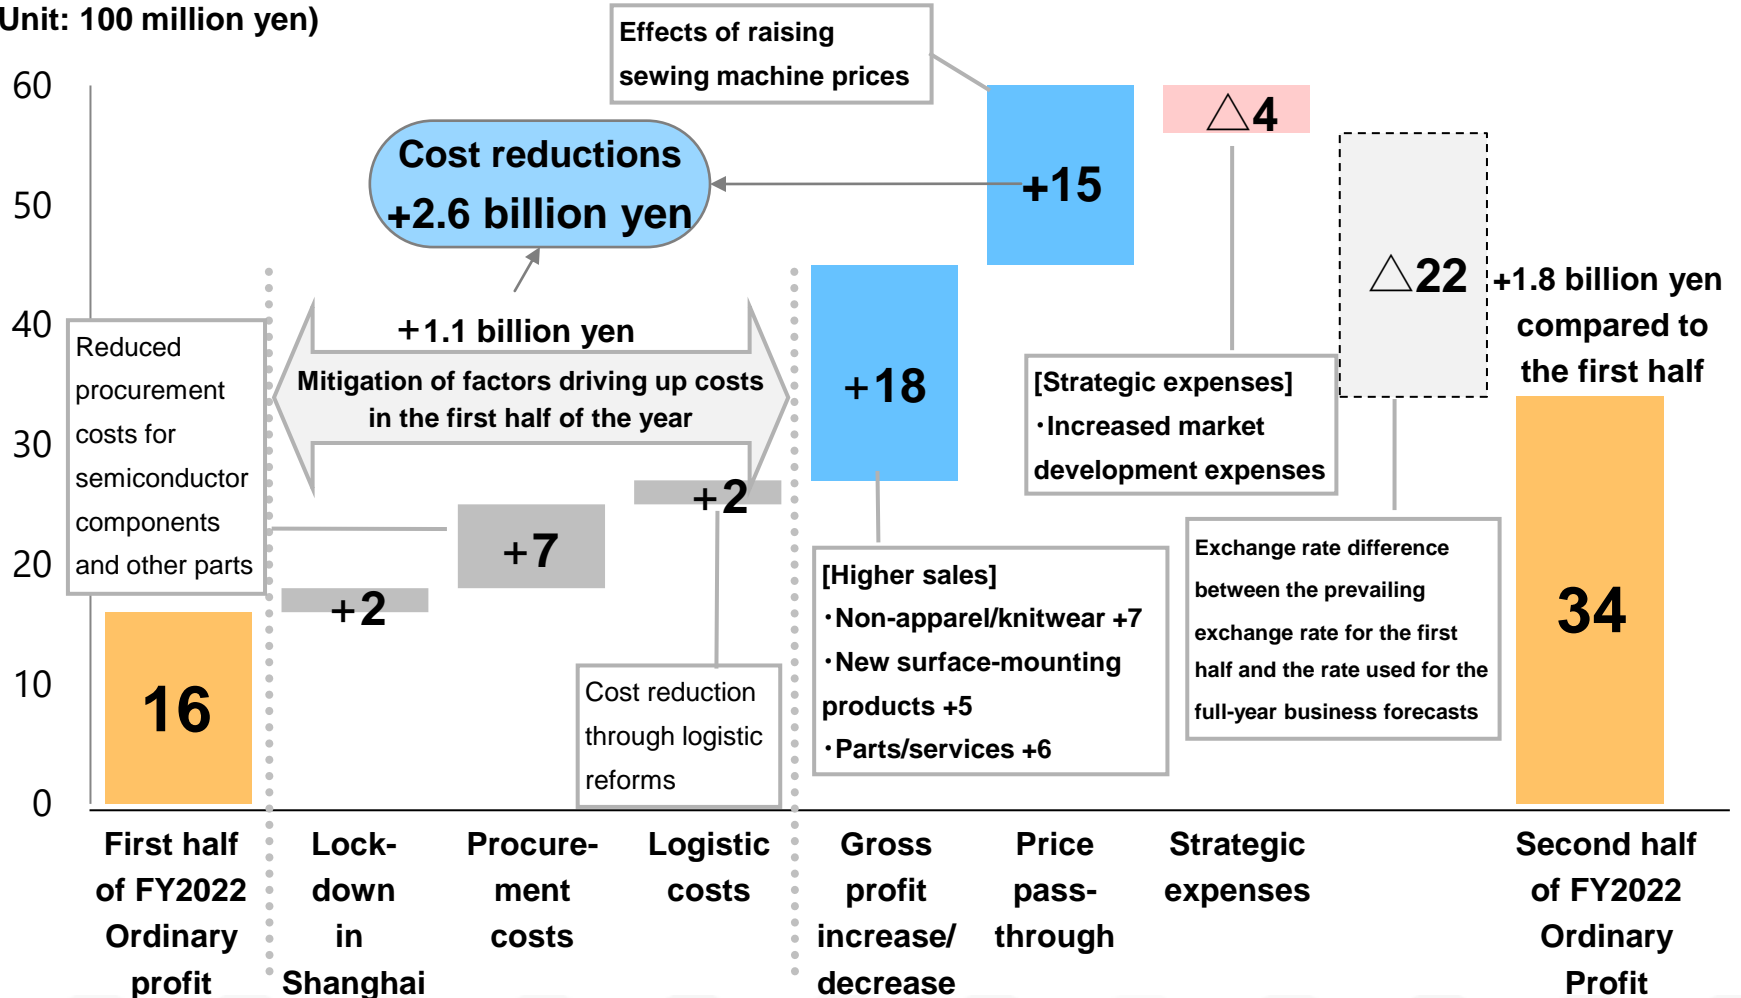 Unit: 100 million yen)
Effects of raising
sewing machine prices
60
50
40
30
20
10
0
Cost reductions
+2.6 billion yen
+15
△4
△22
+1.8 billion yen
compared to
the first half
+1.1 billion yen
Mitigation of factors driving up costs
in the first half of the year
Reduced
procurement
costs for
semiconductor
components
and other parts
+18
[Strategic expenses]
・Increased market
development expenses
+2
+7
+2
16
34
Cost reduction
through logistic
reforms
[Higher sales]
・Non-apparel/knitwear +7
・New surface-mounting
products +5
・Parts/services +6
Exchange rate difference
between the prevailing
exchange rate for the first
half and the rate used for the
full-year business forecasts
First half
of FY2022
Ordinary
profit
Lock-
down
in
Shanghai
Procure-
ment
costs
Logistic
costs
Gross
profit
increase/
decrease
Price
pass-
through
Strategic
expenses
Second half
of FY2022
Ordinary
Profit